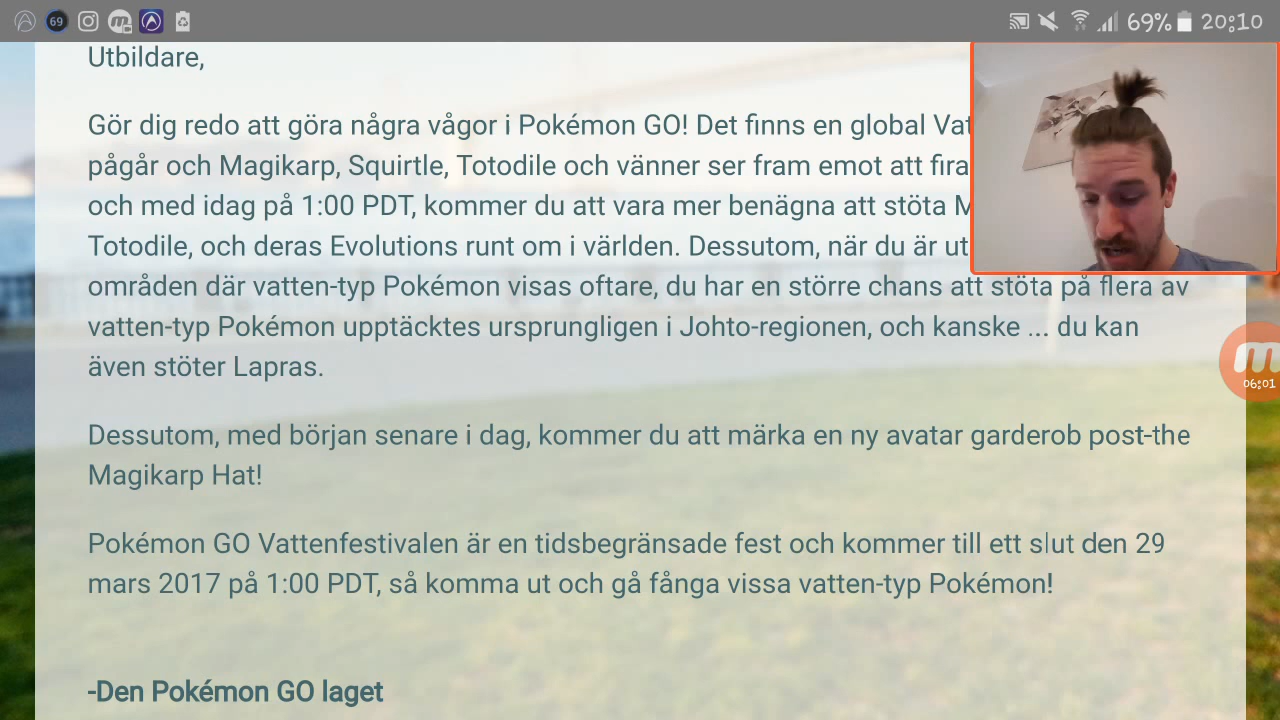 69 69% 20:10
Utbildare,
Gör dig redo att göra några vågor i Pokémon GO! Det finns en global
pågår och Magikarp, Squirtle, Totodile och vänner ser fram emot att fira
och med idag på 1:00 PDT, kommer du att vara mer benägna att stöta
Totodile, och deras Evolutions runt om i världen. Dessutom, när du är
områden där vatten-typ Pokémon visas oftare, du har en större chans att stöta på flera av
vatten-typ Pokémon upptäcktes ursprungligen i Johto-regionen, och kanske ... du kan
även stöter Lapras.
06:01
Dessutom, med början senare i dag, kommer du att märka en ny avatar garderob post-the
Magikarp Hat!
Pokémon GO Vattenfestivalen är en tidsbegränsade fest och kommer till ett slut den 29
mars 2017 på 1:00 PDT, så komma ut och gå fånga vissa vatten-typ Pokémon!
-Den Pokémon GO laget